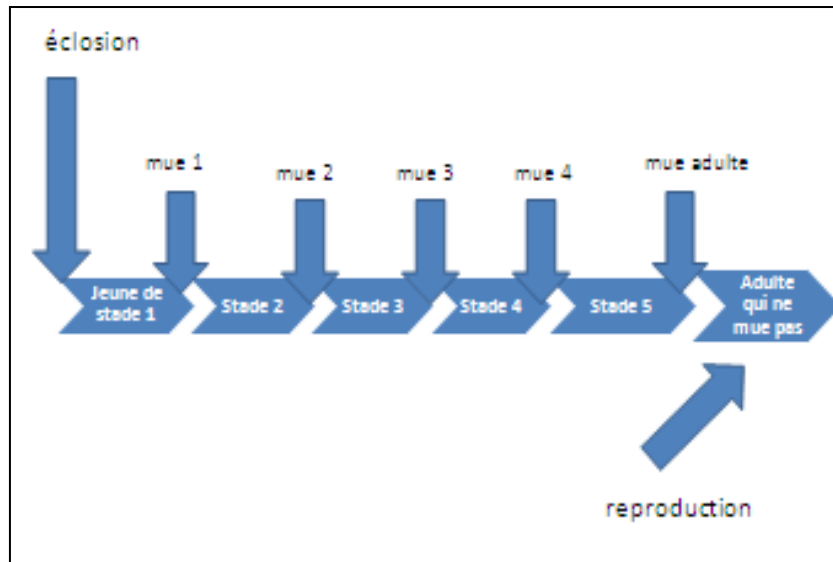 éclosion
mue 1
mue 2
mue 3
mue 4
mue adulte
Jeune de
stade 1
Stade 2
Stade 3
Stade 4
Stade 5
Adulte
qui ne
mue pas
reproduction